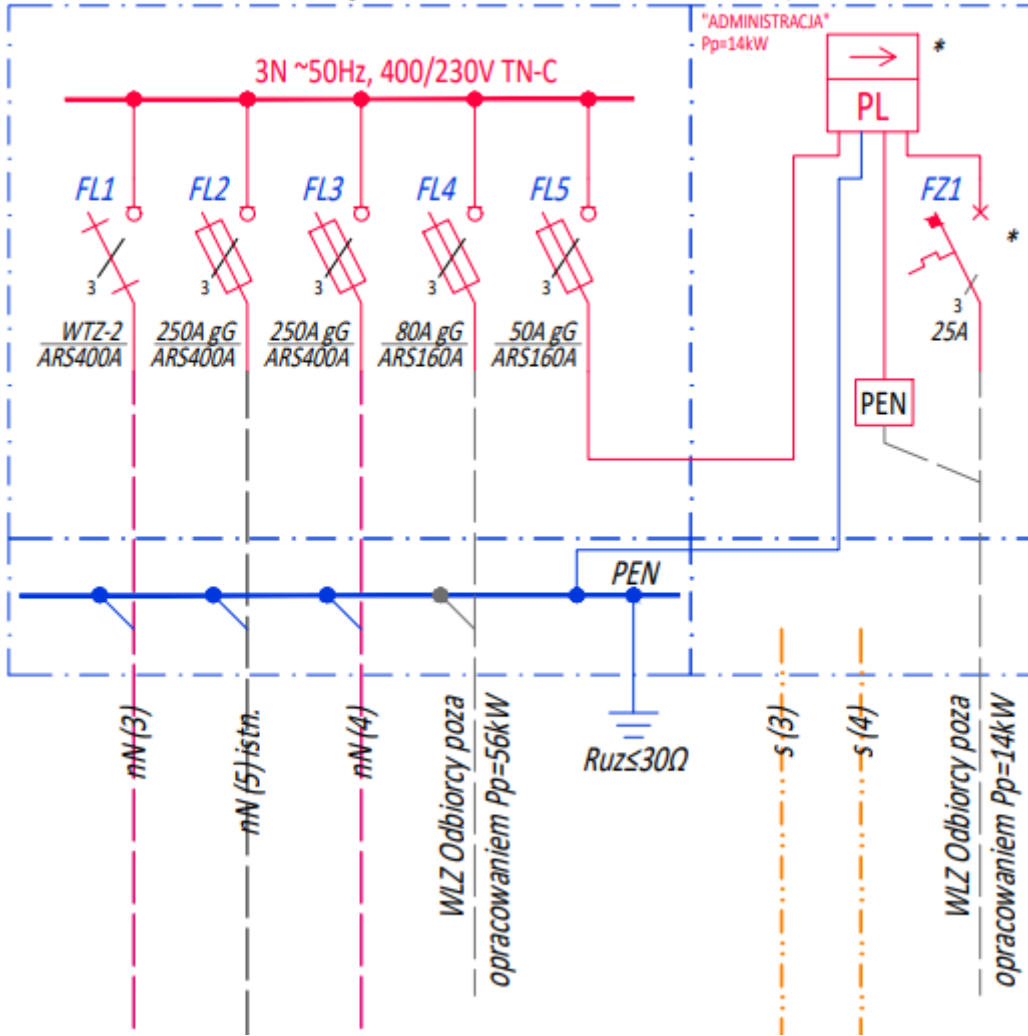 "ADMINISTRACJA"
Pp=14kW
*
3N ~50Hz, 400/230V TN-C
PL
FL1
FL2
FL3
FL4
FL5
FZ1
*
3
3
3
3
3
3
WTZ-2
ARS400A
250A gG
ARS400A
250A gG
ARS400A
80A gG
ARS160A
50A gG
ARS160A
25A
PEN
PEN
nN (3)
nN (5) istn.
nN (4)
WLZ Odbiorcy poza
opracowaniem Pp=56kW
Ruz≤30Ω
s (3)
s (4)
WLZ Odbiorcy poza
opracowaniem Pp=14kW